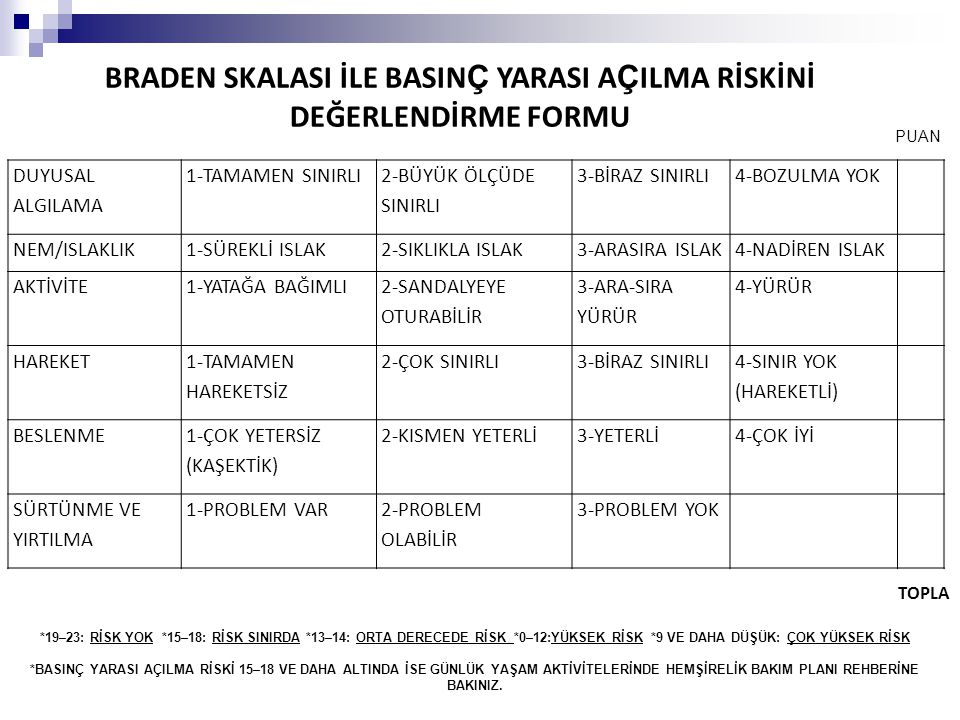 BRADEN SKALASI İLE BASINÇ YARASI AÇILMA RİSKİNİ
DEĞERLENDİRME FORMU
PUAN
DUYUSAL ALGILAMA 1-TAMAMEN SINIRLI 2-BÜYÜK ÖLÇÜDE SINIRLI 3-BİRAZ SINIRLI 4-BOZULMA YOK
NEM/ISLAKLIK 1-SÜREKLİ ISLAK 2-SIKLIKLA ISLAK 3-ARASIRA ISLAK 4-NADİREN ISLAK
AKTİVİTE 1-YATAĞA BAĞIMLI 2-SANDALYEYE OTURABİLİR 3-ARA-SIRA YÜRÜR 4-YÜRÜR
HAREKET 1-TAMAMEN HAREKETSİZ 2-ÇOK SINIRLI 3-BİRAZ SINIRLI 4-SINIR YOK (HAREKETLİ)
BESLENME 1-ÇOK YETERSİZ (KAŞEKTİK) 2-KISMEN YETERLİ 3-YETERLİ 4-ÇOK İYİ
SÜRTÜNME VE YIRTILMA 1-PROBLEM VAR 2-PROBLEM OLABİLİR 3-PROBLEM YOK
TOPLA
*19–23: RİSK YOK *15–18: RİSK SINIRDA *13–14: ORTA DERECEDE RİSK *0–12:YÜKSEK RİSK *9 VE DAHA DÜŞÜK: ÇOK YÜKSEK RİSK
*BASINÇ YARASI AÇILMA RİSKİ 15–18 VE DAHA ALTINDA İSE GÜNLÜK YAŞAM AKTİVİTELERİNDE HEMŞİRELİK BAKIM PLANI REHBERİNE
BAKINIZ.